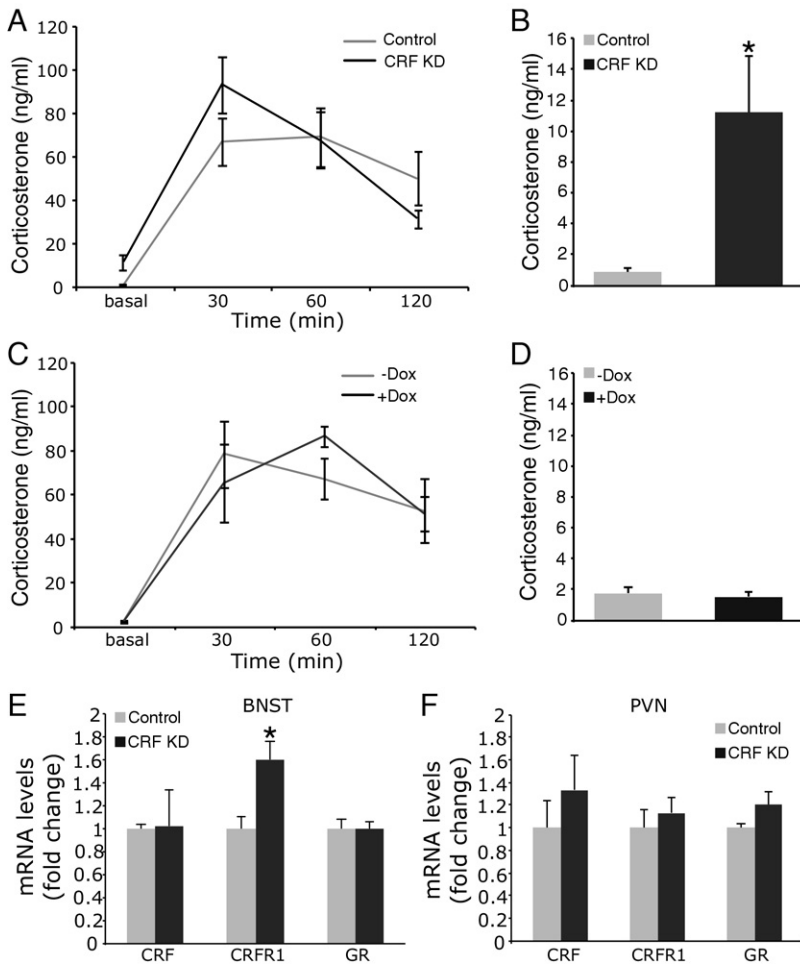 A
Corticosterone (ng/ml)
120
100
80
60
40
20
0
Control
CRF KD
basal 30 60 120
Time (min)
B
Corticosterone (ng/ml)
16
14
12
10
8
6
4
2
0
Control
CRF KD
*
C
Corticosterone (ng/ml)
120
100
80
60
40
20
0
-Dox
+Dox
basal 30 60 120
Time (min)
D
Corticosterone (ng/ml)
16
14
12
10
8
6
4
2
0
-Dox
+Dox
E
BNST
mRNA levels
(fold change)
2
1.8
1.6
1.4
1.2
1
0.8
0.6
0.4
0.2
0
Control
CRF KD
*
CRF CRFR1 GR
F
PVN
mRNA levels
(fold change)
2
1.8
1.6
1.4
1.2
1
0.8
0.6
0.4
0.2
0
Control
CRF KD
CRF CRFR1 GR